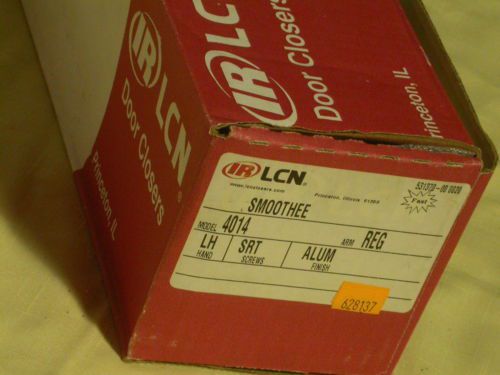 IR LCN
Door Closers
Princeton, IL
IR LCN
Door Closers
Princeton, IL
IR LCN
www.lcnclosers.com
Princeton, Illinois 61356
Fast
SMOOTHEE
MODEL 4014 ARM REG
LH SRT ALUM
HAND SCREWS FINISH
628137